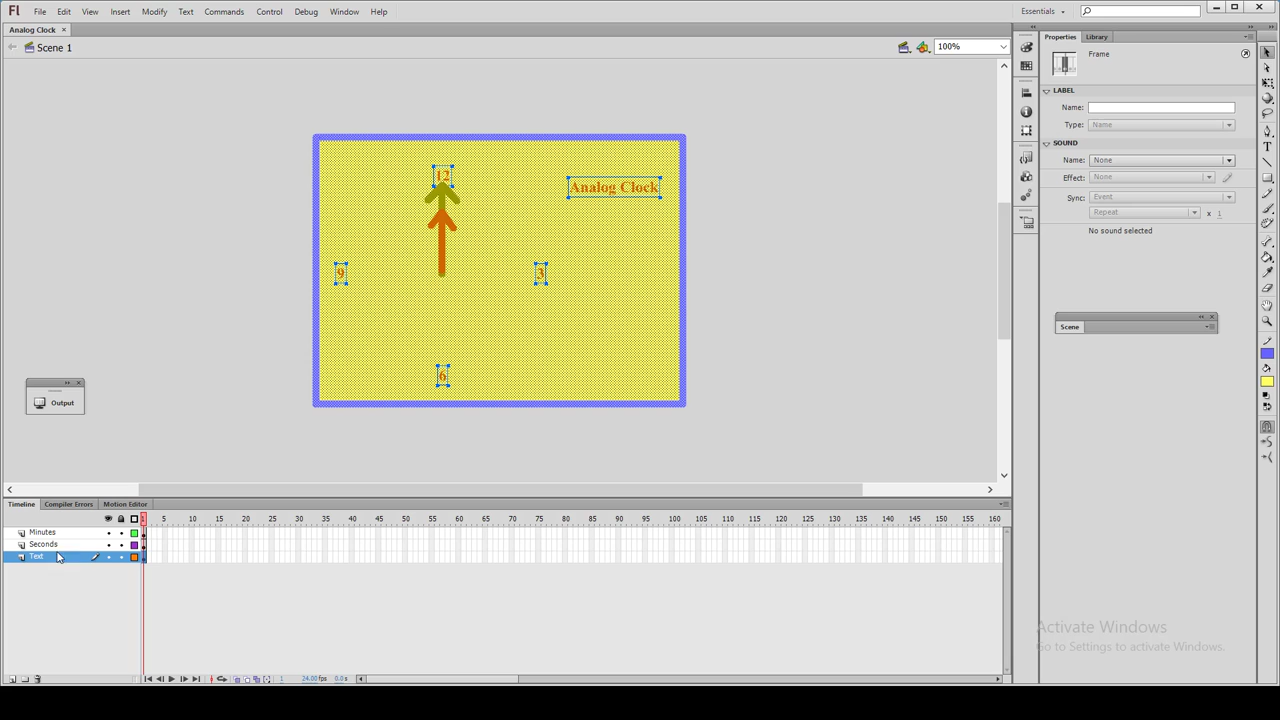 Fl File Edit View Insert Modify Text Commands Control Debug Window Help Essentials
Analog Clock
Scene 1 100%
Properties Library
Frame
LABEL
Name:
Type: Name
SOUND
Name: None
Effect: None
Sync: Event
Repeat x 1
No sound selected
Scene
12
Analog Clock
9 3
6
Output
Timeline Compiler Errors Motion Editor
1 5 10 15 20 25 30 35 40 45 50 55 60 65 70 75 80 85 90 95 100 105 110 115 120 125 130 135 140 145 150 155 160
Minutes
Seconds
Text
1 24.00 fps 0.0 s
Activate Windows
Go to Settings to activate Windows.